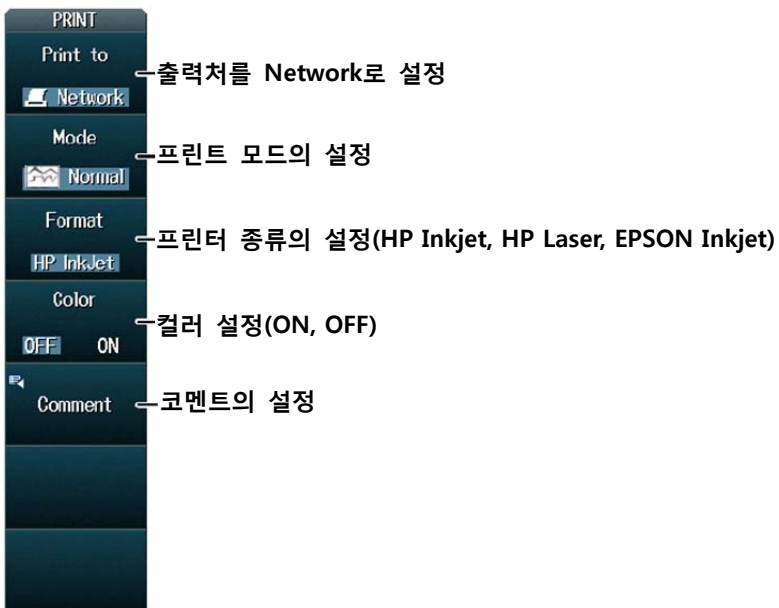 PRINT
Print to
출력처를 Network로 설정
Network
Mode
프린트 모드의 설정
Normal
Format
프린터 종류의 설정(HP Inkjet, HP Laser, EPSON Inkjet)
HP InkJet
Color
컬러 설정(ON, OFF)
OFF ON
Comment
코멘트의 설정